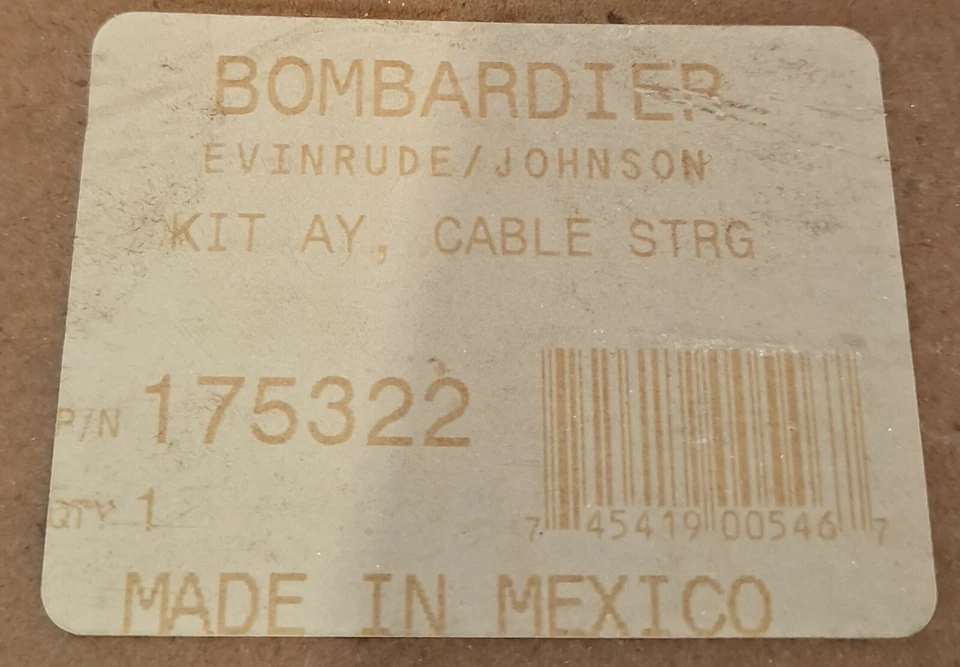 BOMBARDIER
EVINRUDE/JOHNSON
KIT AY, CABLE STRG
P/N 175322
QTY 1
7 45419 00546 7
MADE IN MEXICO